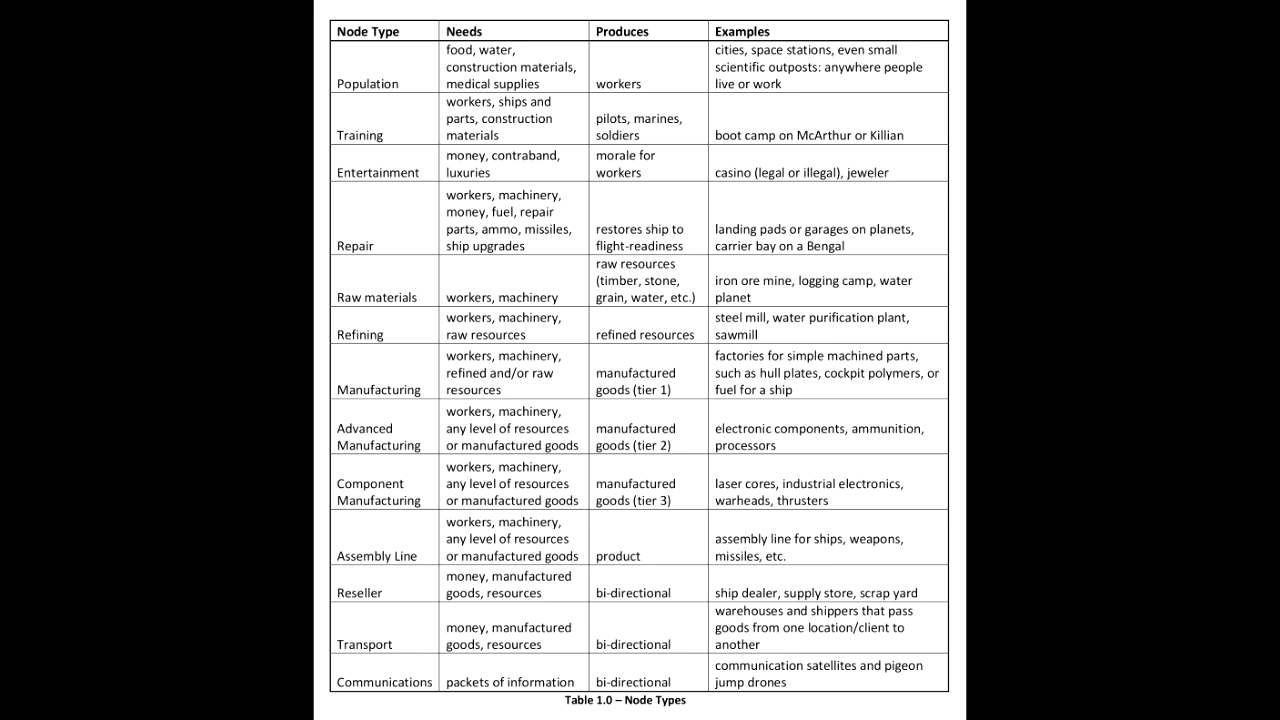 Node Type Needs Produces Examples
food, water, cities, space stations, even small
construction materials, scientific outposts: anywhere people
Population medical supplies workers live or work
workers, ships and
parts, construction pilots, marines,
Training materials soldiers boot camp on McArthur or Killian
money, contraband, morale for
Entertainment luxuries workers casino (legal or illegal), jeweler
workers, machinery,
money, fuel, repair
parts, ammo, missiles, restores ship to landing pads or garages on planets,
Repair ship upgrades flight-readiness carrier bay on a Bengal
raw resources
(timber, stone, iron ore mine, logging camp, water
Raw materials workers, machinery grain, water, etc.) planet
workers, machinery, steel mill, water purification plant,
Refining raw resources refined resources sawmill
workers, machinery, factories for simple machined parts,
refined and/or raw manufactured such as hull plates, cockpit polymers, or
Manufacturing resources goods (tier 1) fuel for a ship
workers, machinery,
Advanced any level of resources manufactured electronic components, ammunition,
Manufacturing or manufactured goods goods (tier 2) processors
workers, machinery,
Component any level of resources manufactured laser cores, industrial electronics,
Manufacturing or manufactured goods goods (tier 3) warheads, thrusters
workers, machinery,
any level of resources assembly line for ships, weapons,
Assembly Line or manufactured goods product missiles, etc.
money, manufactured
Reseller goods, resources bi-directional ship dealer, supply store, scrap yard
warehouses and shippers that pass
money, manufactured goods from one location/client to
Transport goods, resources bi-directional another
communication satellites and pigeon
Communications packets of information bi-directional jump drones
Table 1.0 – Node Types